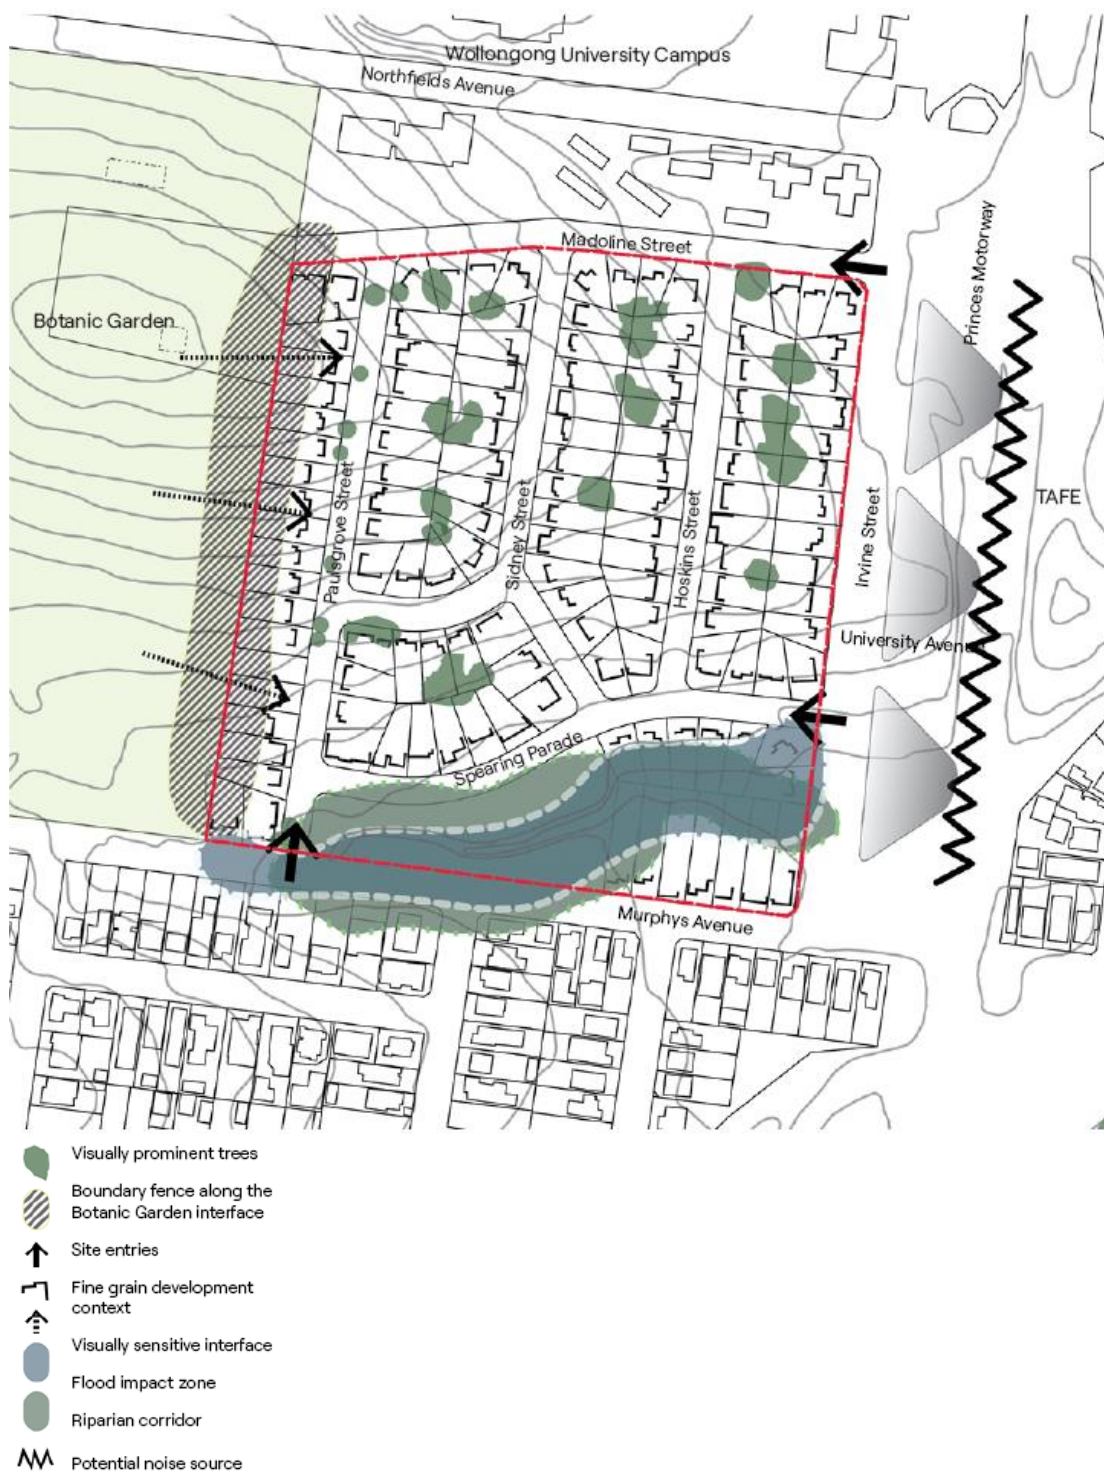 Wollongong University Campus
Northfields Avenue
Madoline Street
Princes Motorway
Botanic Garden
TAFE
Paulsgrove Street
Sidney Street
Hoskins Street
Irvine Street
University Avenue
Spearing Parade
Murphys Avenue
Visually prominent trees
Boundary fence along the
Botanic Garden interface
Site entries
Fine grain development
context
Visually sensitive interface
Flood impact zone
Riparian corridor
Potential noise source